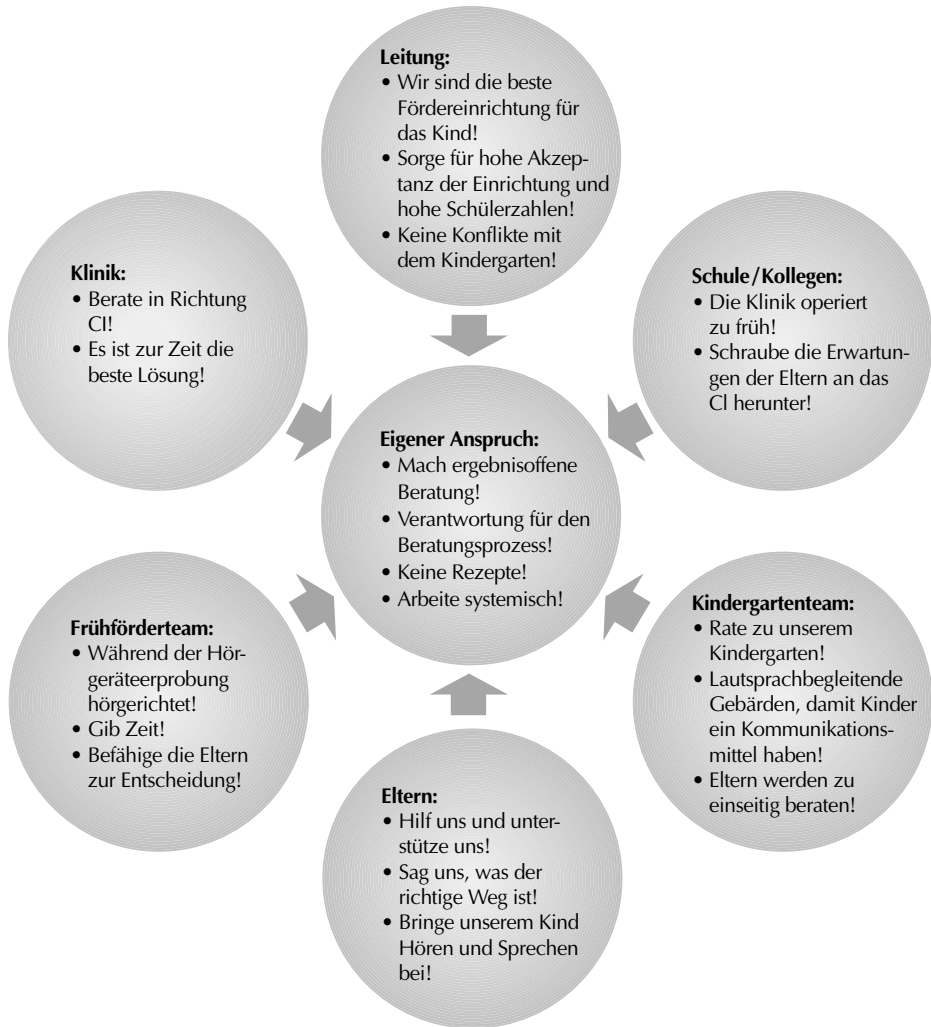 Leitung:
• Wir sind die beste
Fördereinrichtung für
das Kind!
• Sorge für hohe Akzep-
tanz der Einrichtung und
hohe Schülerzahlen!
• Keine Konflikte mit
dem Kindergarten!
Klinik:
• Berate in Richtung
CI!
• Es ist zur Zeit die
beste Lösung!
Schule/Kollegen:
• Die Klinik operiert
zu früh!
• Schraube die Erwartun-
gen der Eltern an das
CI herunter!
Eigener Anspruch:
• Mach ergebnisoffene
Beratung!
• Verantwortung für den
Beratungsprozess!
• Keine Rezepte!
• Arbeite systemisch!
Frühförderteam:
• Während der Hör-
geräteerprobung
hörgerichtet!
• Gib Zeit!
• Befähige die Eltern
zur Entscheidung!
Kindergartenteam:
• Rate zu unserem
Kindergarten!
• Lautsprachbegleitende
Gebärden, damit Kinder
ein Kommunikations-
mittel haben!
• Eltern werden zu
einseitig beraten!
Eltern:
• Hilf uns und unter-
stütze uns!
• Sag uns, was der
richtige Weg ist!
• Bringe unserem Kind
Hören und Sprechen
bei!